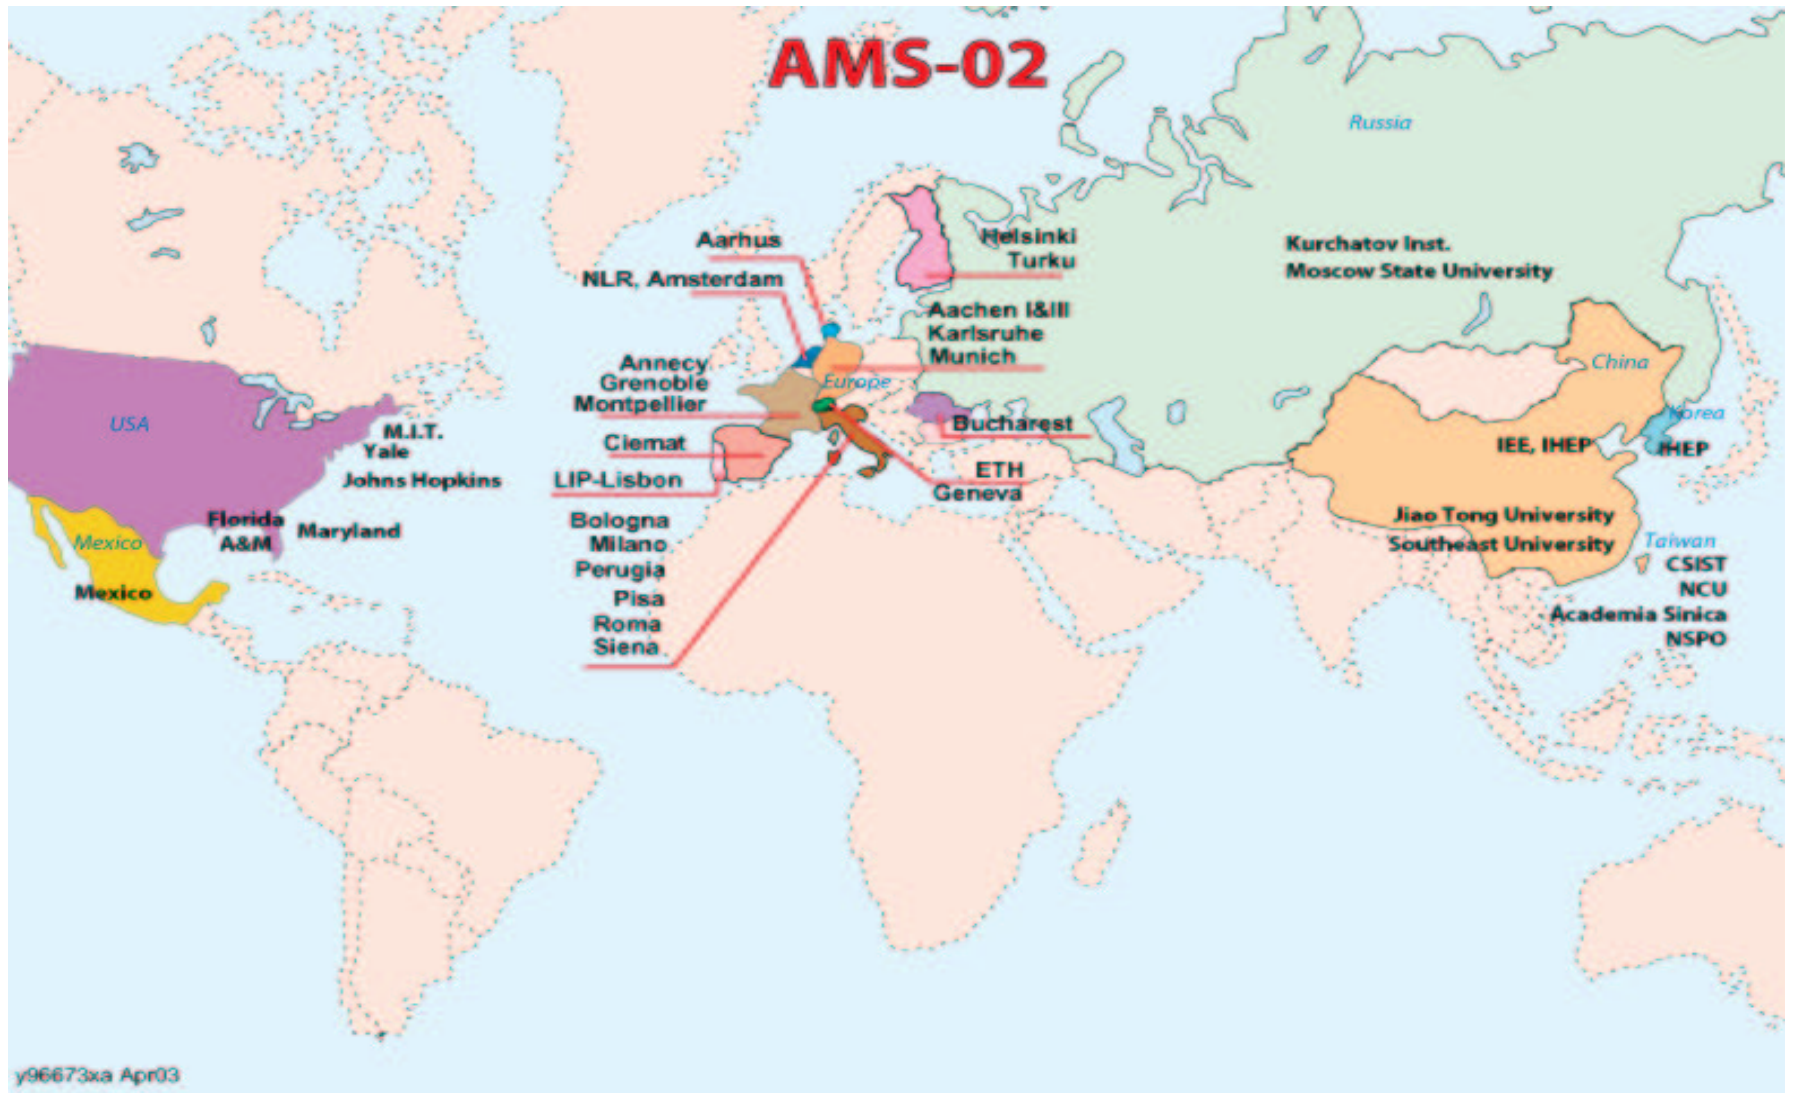 AMS-02
Russia
Aarhus
Helsinki
Turku
Kurchatov Inst.
Moscow State University
NLR, Amsterdam
Aachen I&III
Karlsruhe
Munich
Annecy
Grenoble
Montpellier
Europe
China
USA
Korea
M.I.T.
Yale
Bucharest
Ciemat
IEE, IHEP
IHEP
Johns Hopkins
LIP-Lisbon
ETH
Geneva
Florida
A&M
Maryland
Bologna
Milano
Perugia
Pisa
Roma
Siena
Jiao Tong University
Southeast University
Mexico
Mexico
Taiwan
CSIST
NCU
Academia Sinica
NSPO
y96673xa Apr03